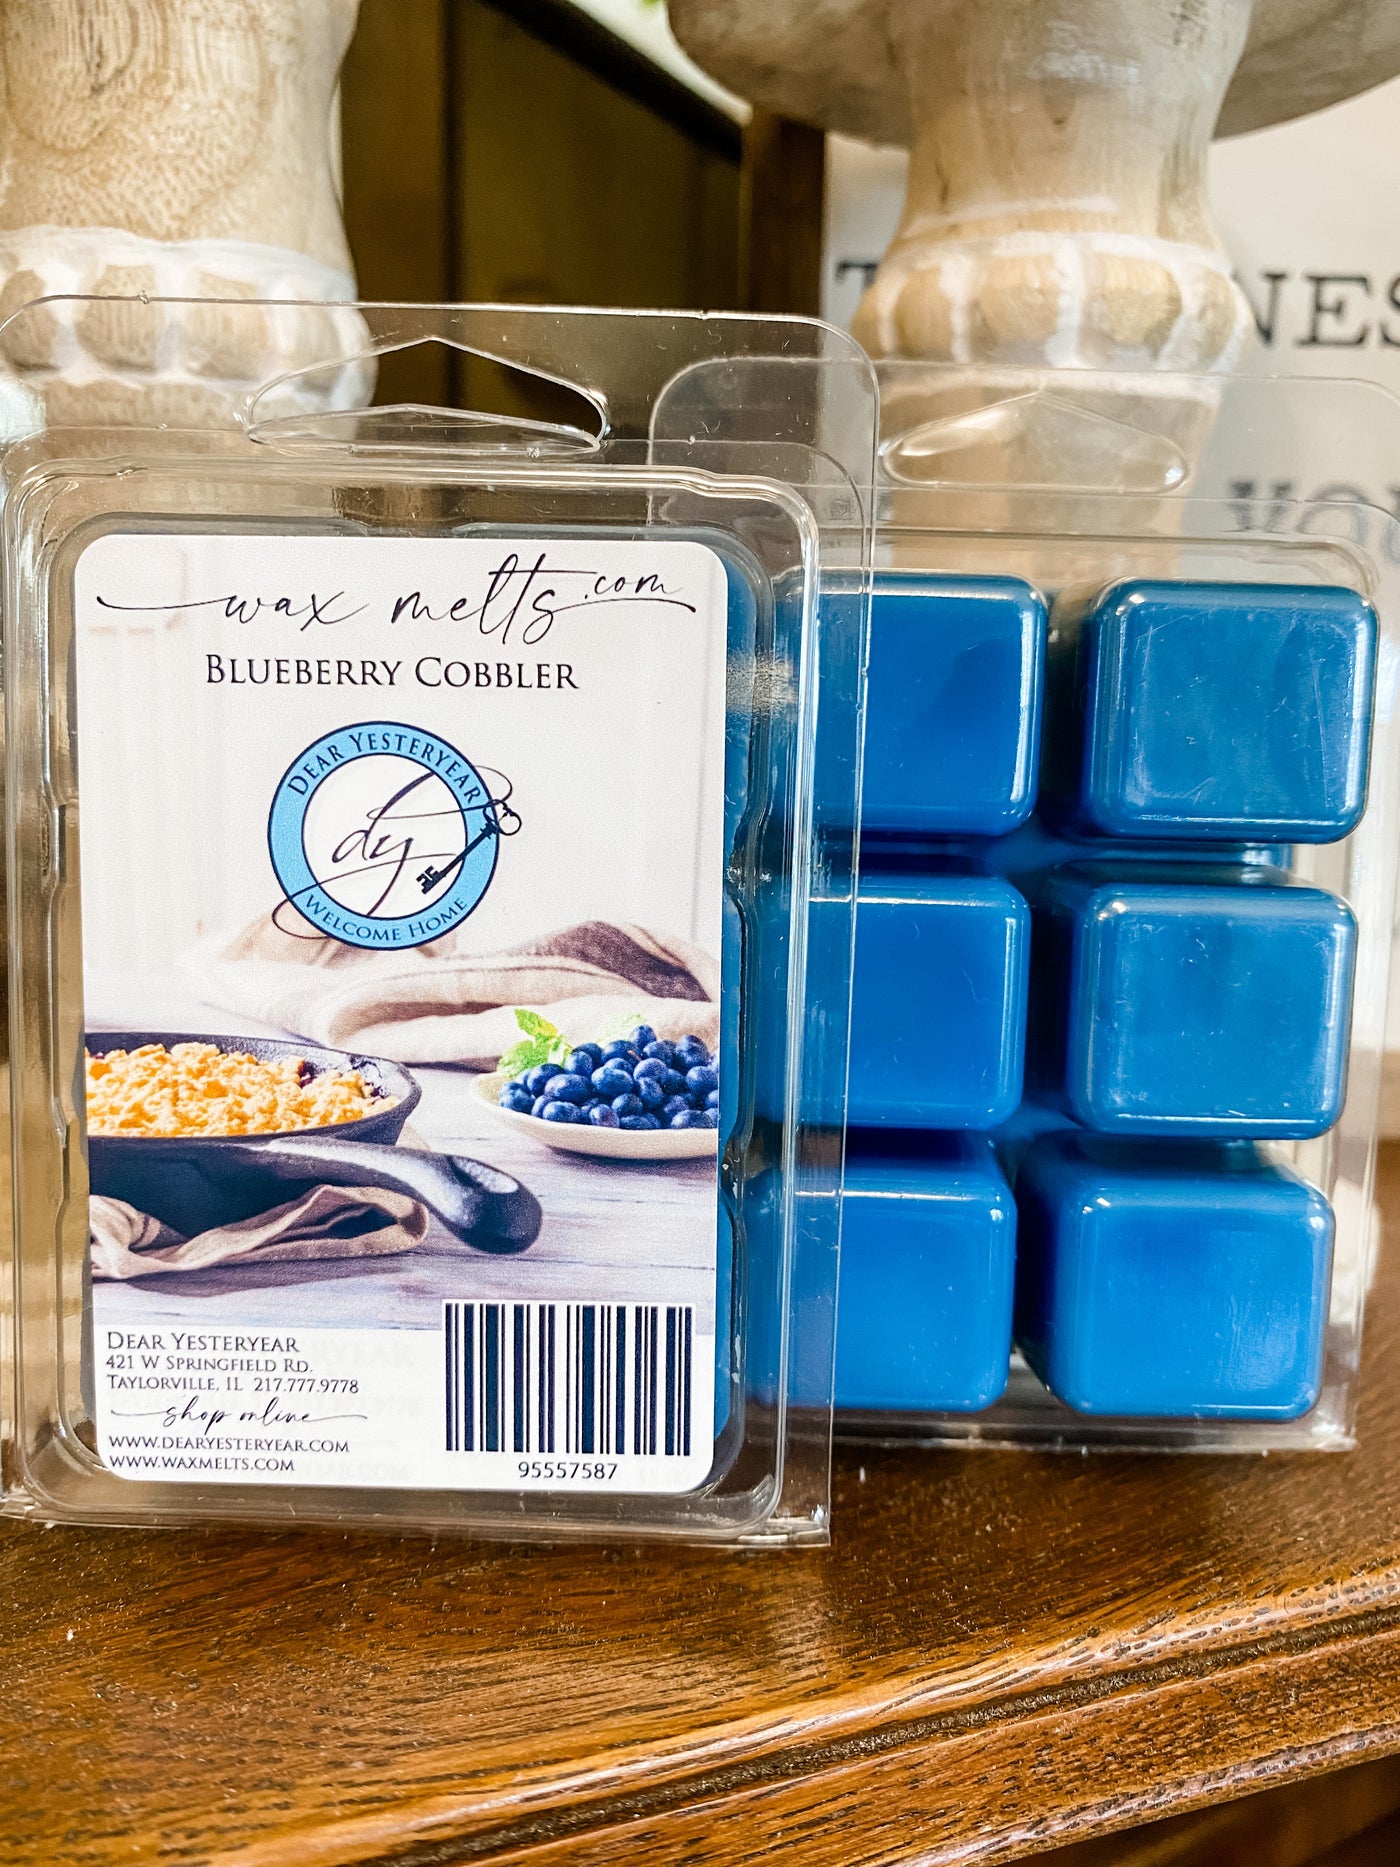 wax melts.com
BLUEBERRY COBBLER
DEAR YESTERYEAR
dy
WELCOME HOME
DEAR YESTERYEAR
421 W SPRINGFIELD RD.
TAYLORVILLE, IL 217.777.9778
shop online
WWW.DEARYESTERYEAR.COM
WWW.WAXMELTS.COM
95557587